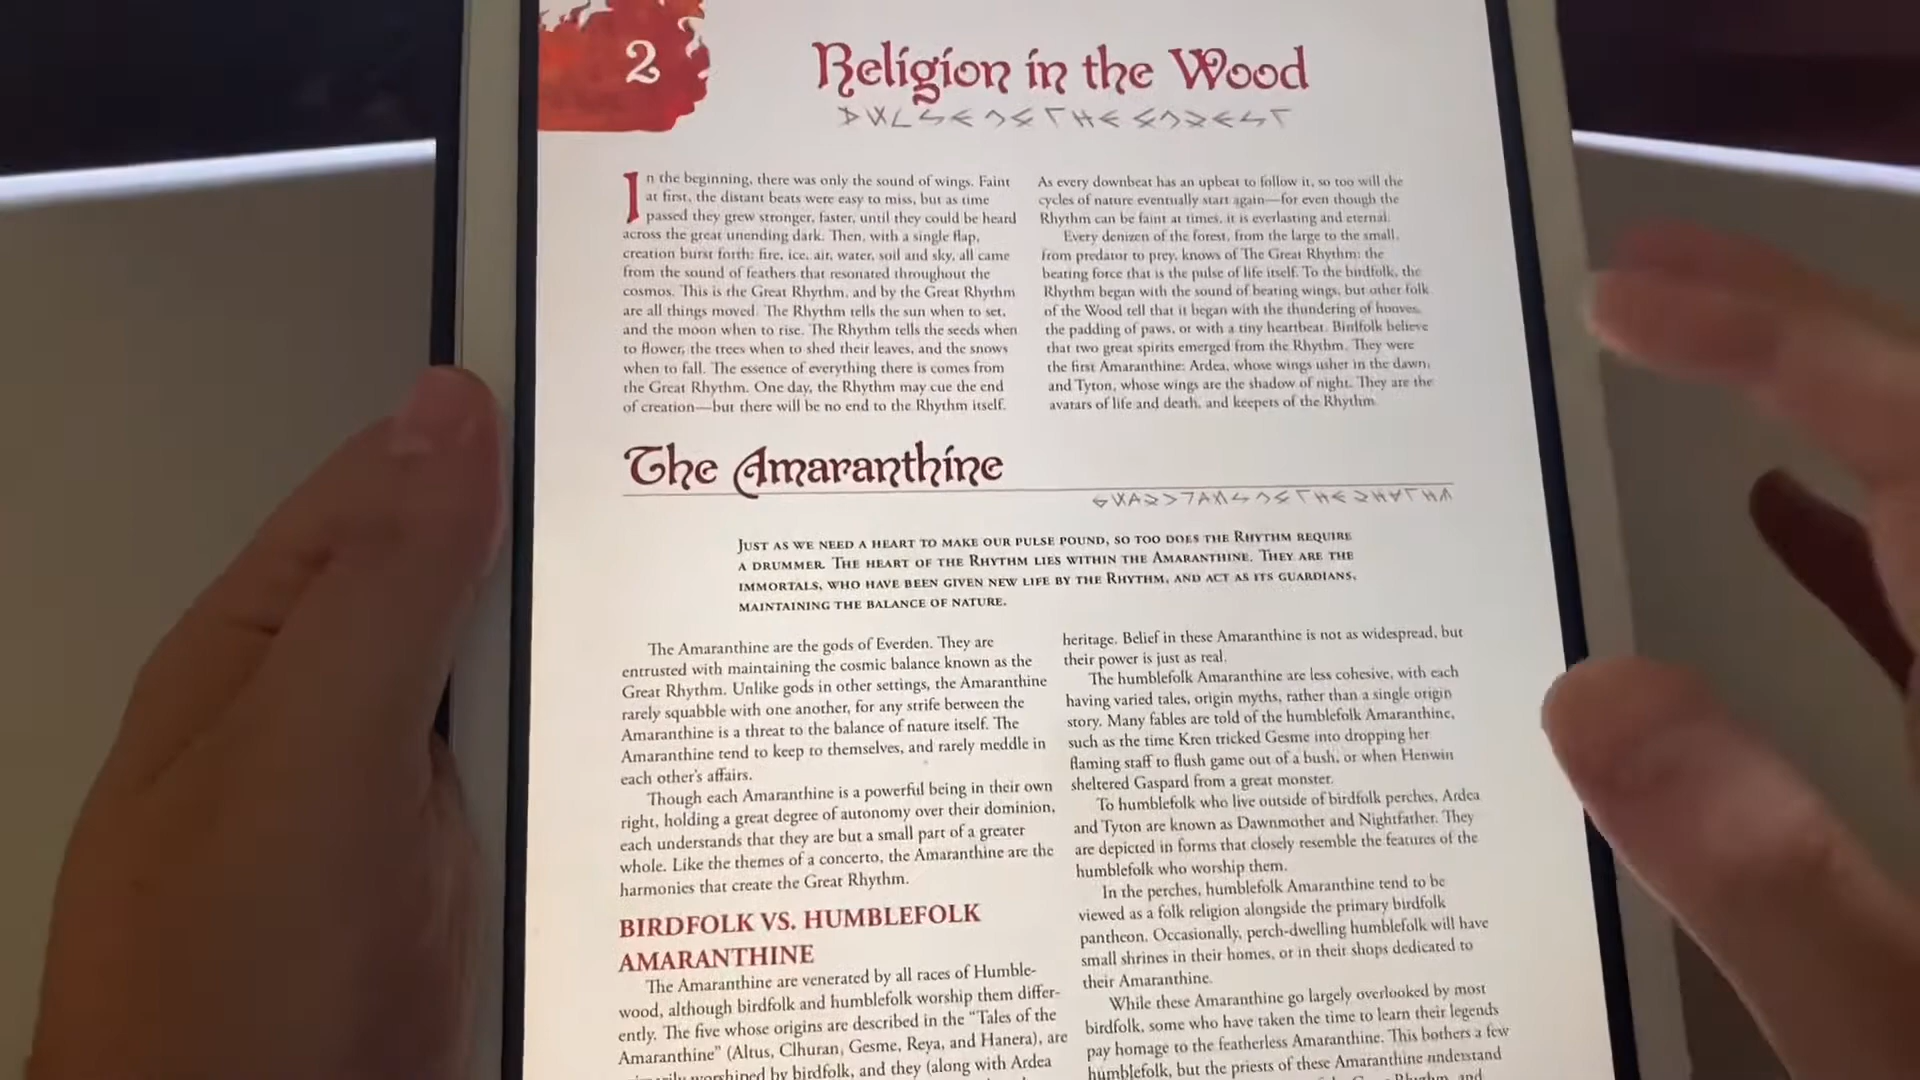 2
Religion in the Wood
In the beginning, there was only the sound of wings. Faint
at first, the distant beats were easy to miss, but as time
passed they grew stronger, faster, until they could be heard
across the great unending dark. Then, with a single flap,
creation burst forth: fire, ice, air, water, soil and sky, all came
from the sound of feathers that resonated throughout the
cosmos. This is the Great Rhythm, and by the Great Rhythm
are all things moved. The Rhythm tells the sun when to set,
and the moon when to rise. The Rhythm tells the seeds when
to flower, the trees when to shed their leaves, and the snows
when to fall. The essence of everything there is comes from
the Great Rhythm. One day, the Rhythm may cue the end
of creation—but there will be no end to the Rhythm itself.
As every downbeat has an upbeat to follow it, so too will the
cycles of nature eventually start again—for even though the
Rhythm can be faint at times, it is everlasting and eternal.
Every denizen of the forest, from the large to the small,
from predator to prey, knows of The Great Rhythm: the
beating force that is the pulse of life itself. To the birdfolk, the
Rhythm began with the sound of beating wings, but other folk
of the Wood tell that it began with the thundering of hooves,
the padding of paws, or with a tiny heartbeat. Birdfolk believe
that two great spirits emerged from the Rhythm. They were
the first Amaranthine: Ardea, whose wings usher in the dawn,
and Tyton, whose wings are the shadow of night. They are the
avatars of life and death, and keepers of the Rhythm.
The Amaranthine
Just as we need a heart to make our pulse pound, so too does the Rhythm require
a drummer. The heart of the Rhythm lies within the Amaranthine. They are the
immortals, who have been given new life by the Rhythm, and act as its guardians,
maintaining the balance of nature.
The Amaranthine are the gods of Everden. They are
entrusted with maintaining the cosmic balance known as the
Great Rhythm. Unlike gods in other settings, the Amaranthine
rarely squabble with one another, for any strife between the
Amaranthine is a threat to the balance of nature itself. The
Amaranthine tend to keep to themselves, and rarely meddle in
each other's affairs.
Though each Amaranthine is a powerful being in their own
right, holding a great degree of autonomy over their dominion,
each understands that they are but a small part of a greater
whole. Like the themes of a concerto, the Amaranthine are the
harmonies that create the Great Rhythm.
BIRDFOLK VS. HUMBLEFOLK
AMARANTHINE
The Amaranthine are venerated by all races of Humble-
wood, although birdfolk and humblefolk worship them differ-
ently. The five whose origins are described in the “Tales of the
Amaranthine” (Altus, Clhuran, Gesme, Reya, and Hanera), are
worshiped by birdfolk, and they (along with Ardea
heritage. Belief in these Amaranthine is not as widespread, but
their power is just as real.
The humblefolk Amaranthine are less cohesive, with each
having varied tales, origin myths, rather than a single origin
story. Many fables are told of the humblefolk Amaranthine,
such as the time Kren tricked Gesme into dropping her
flaming staff to flush game out of a bush, or when Henwin
sheltered Gaspard from a great monster.
To humblefolk who live outside of birdfolk perches, Ardea
and Tyton are known as Dawnmother and Nightfather. They
are depicted in forms that closely resemble the features of the
humblefolk who worship them.
In the perches, humblefolk Amaranthine tend to be
viewed as a folk religion alongside the primary birdfolk
pantheon. Occasionally, perch-dwelling humblefolk will have
small shrines in their homes, or in their shops dedicated to
their Amaranthine.
While these Amaranthine go largely overlooked by most
birdfolk, some who have taken the time to learn their legends
pay homage to the featherless Amaranthine. This bothers a few
humblefolk, but the priests of these Amaranthine understand